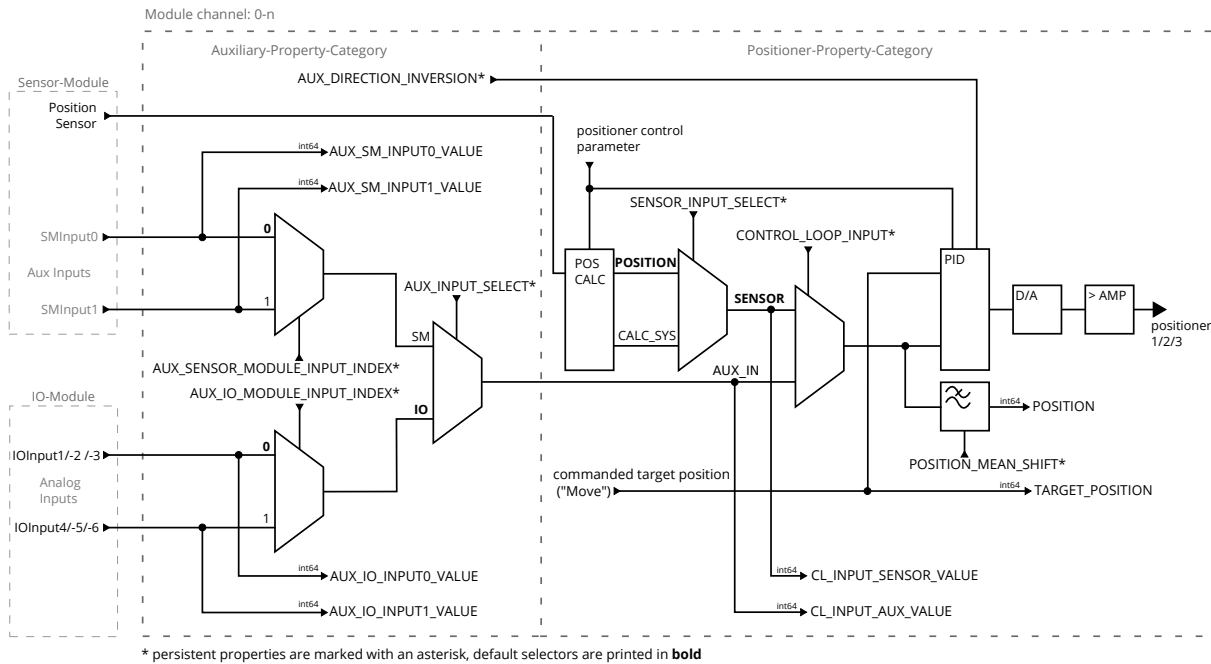 Module channel: 0-n
Auxiliary-Property-Category
Positioner-Property-Category
Sensor-Module
AUX_DIRECTION_INVERSION*
Position
Sensor
positioner control
parameter
int64 AUX_SM_INPUT0_VALUE
int64 AUX_SM_INPUT1_VALUE
SENSOR_INPUT_SELECT*
SMInput0
0
CONTROL_LOOP_INPUT*
Aux Inputs
POS
CALC
POSITION
PID
AUX_INPUT_SELECT*
SMInput1
1
SENSOR
D/A
> AMP
positioner
1/2/3
SM
CALC_SYS
AUX_SENSOR_MODULE_INPUT_INDEX*
AUX_IN
AUX_IO_MODULE_INPUT_INDEX*
IO-Module
IO
int64 POSITION
IOInput1/-2 /-3
0
POSITION_MEAN_SHIFT*
Analog
Inputs
commanded target position
("Move")
int64 TARGET_POSITION
IOInput4/-5/-6
1
int64 AUX_IO_INPUT0_VALUE
int64 CL_INPUT_SENSOR_VALUE
int64 AUX_IO_INPUT1_VALUE
int64 CL_INPUT_AUX_VALUE
* persistent properties are marked with an asterisk, default selectors are printed in bold